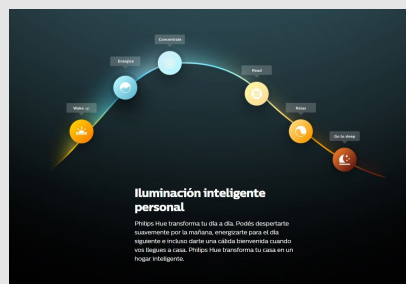 Concentrate
Energize
Read
Wake up
Relax
Go to sleep
Iluminación inteligente
personal
Philips Hue transforma tu día a día. Podés despertarte
suavemente por la mañana, energizarte para el día
siguiente e incluso darte una cálida bienvenida cuando
vos llegues a casa. Philips Hue transforma tu casa en un
hogar inteligente.